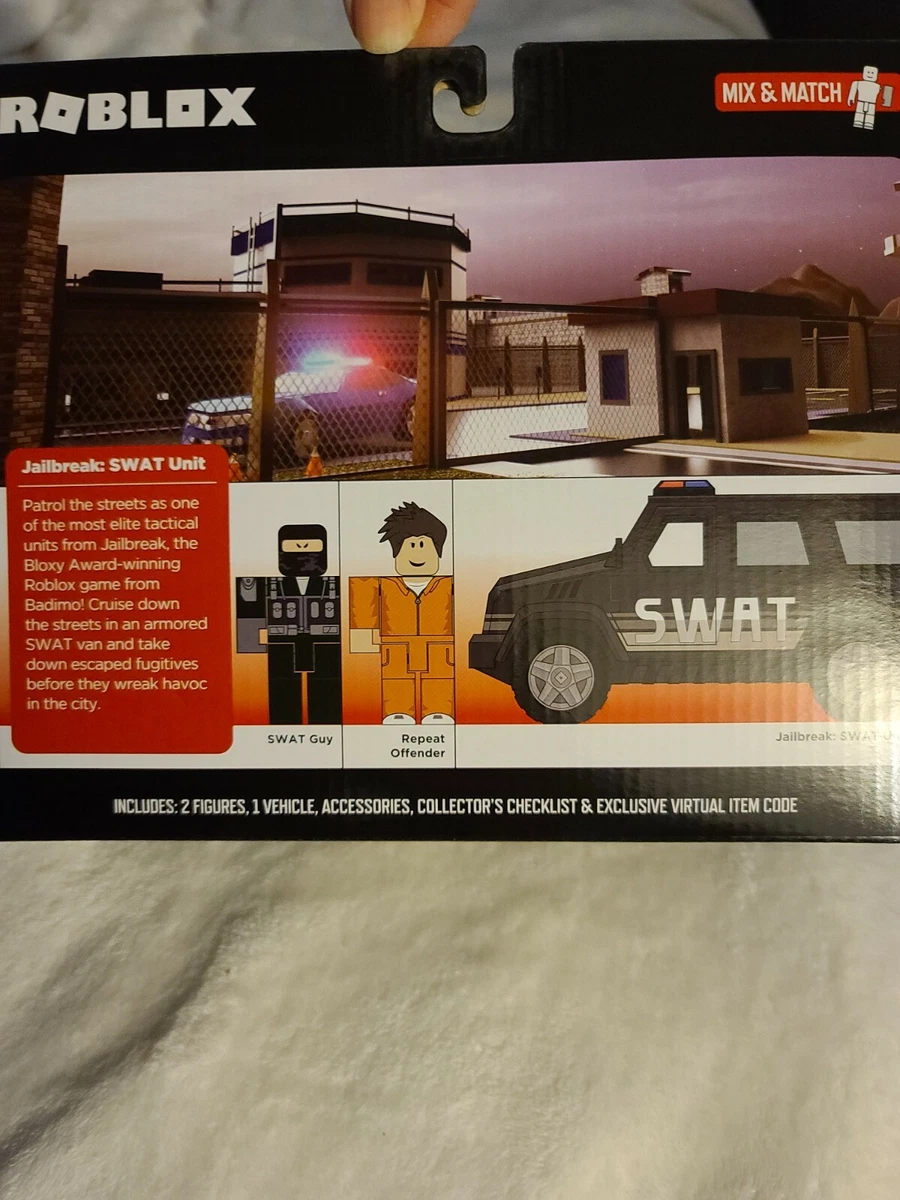 ROBLOX
MIX & MATCH
Jailbreak: SWAT Unit
Patrol the streets as one
of the most elite tactical
units from Jailbreak, the
Bloxy Award-winning
Roblox game from
Badimo! Cruise down
the streets in an armored
SWAT van and take
down escaped fugitives
before they wreak havoc
in the city.
SWAT
SWAT Guy
Repeat
Offender
Jailbreak: SWAT U
INCLUDES: 2 FIGURES, 1 VEHICLE, ACCESSORIES, COLLECTOR'S CHECKLIST & EXCLUSIVE VIRTUAL ITEM CODE